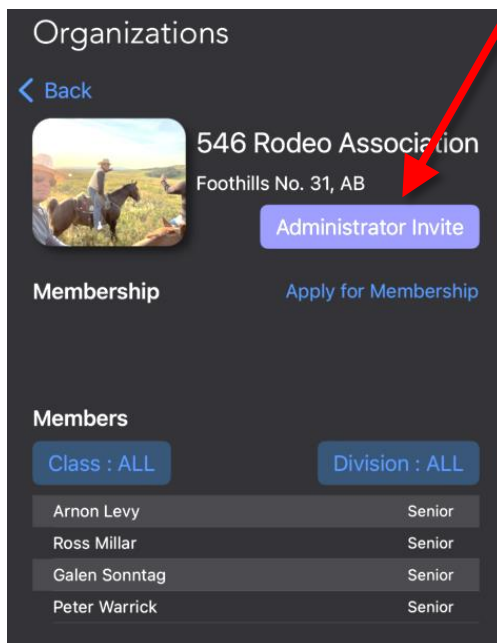 Organizations
Back
546 Rodeo Association
Foothills No. 31, AB
Administrator Invite
Membership Apply for Membership
Members
Class : ALL Division : ALL
Arnon Levy Senior
Ross Millar Senior
Galen Sonntag Senior
Peter Warrick Senior